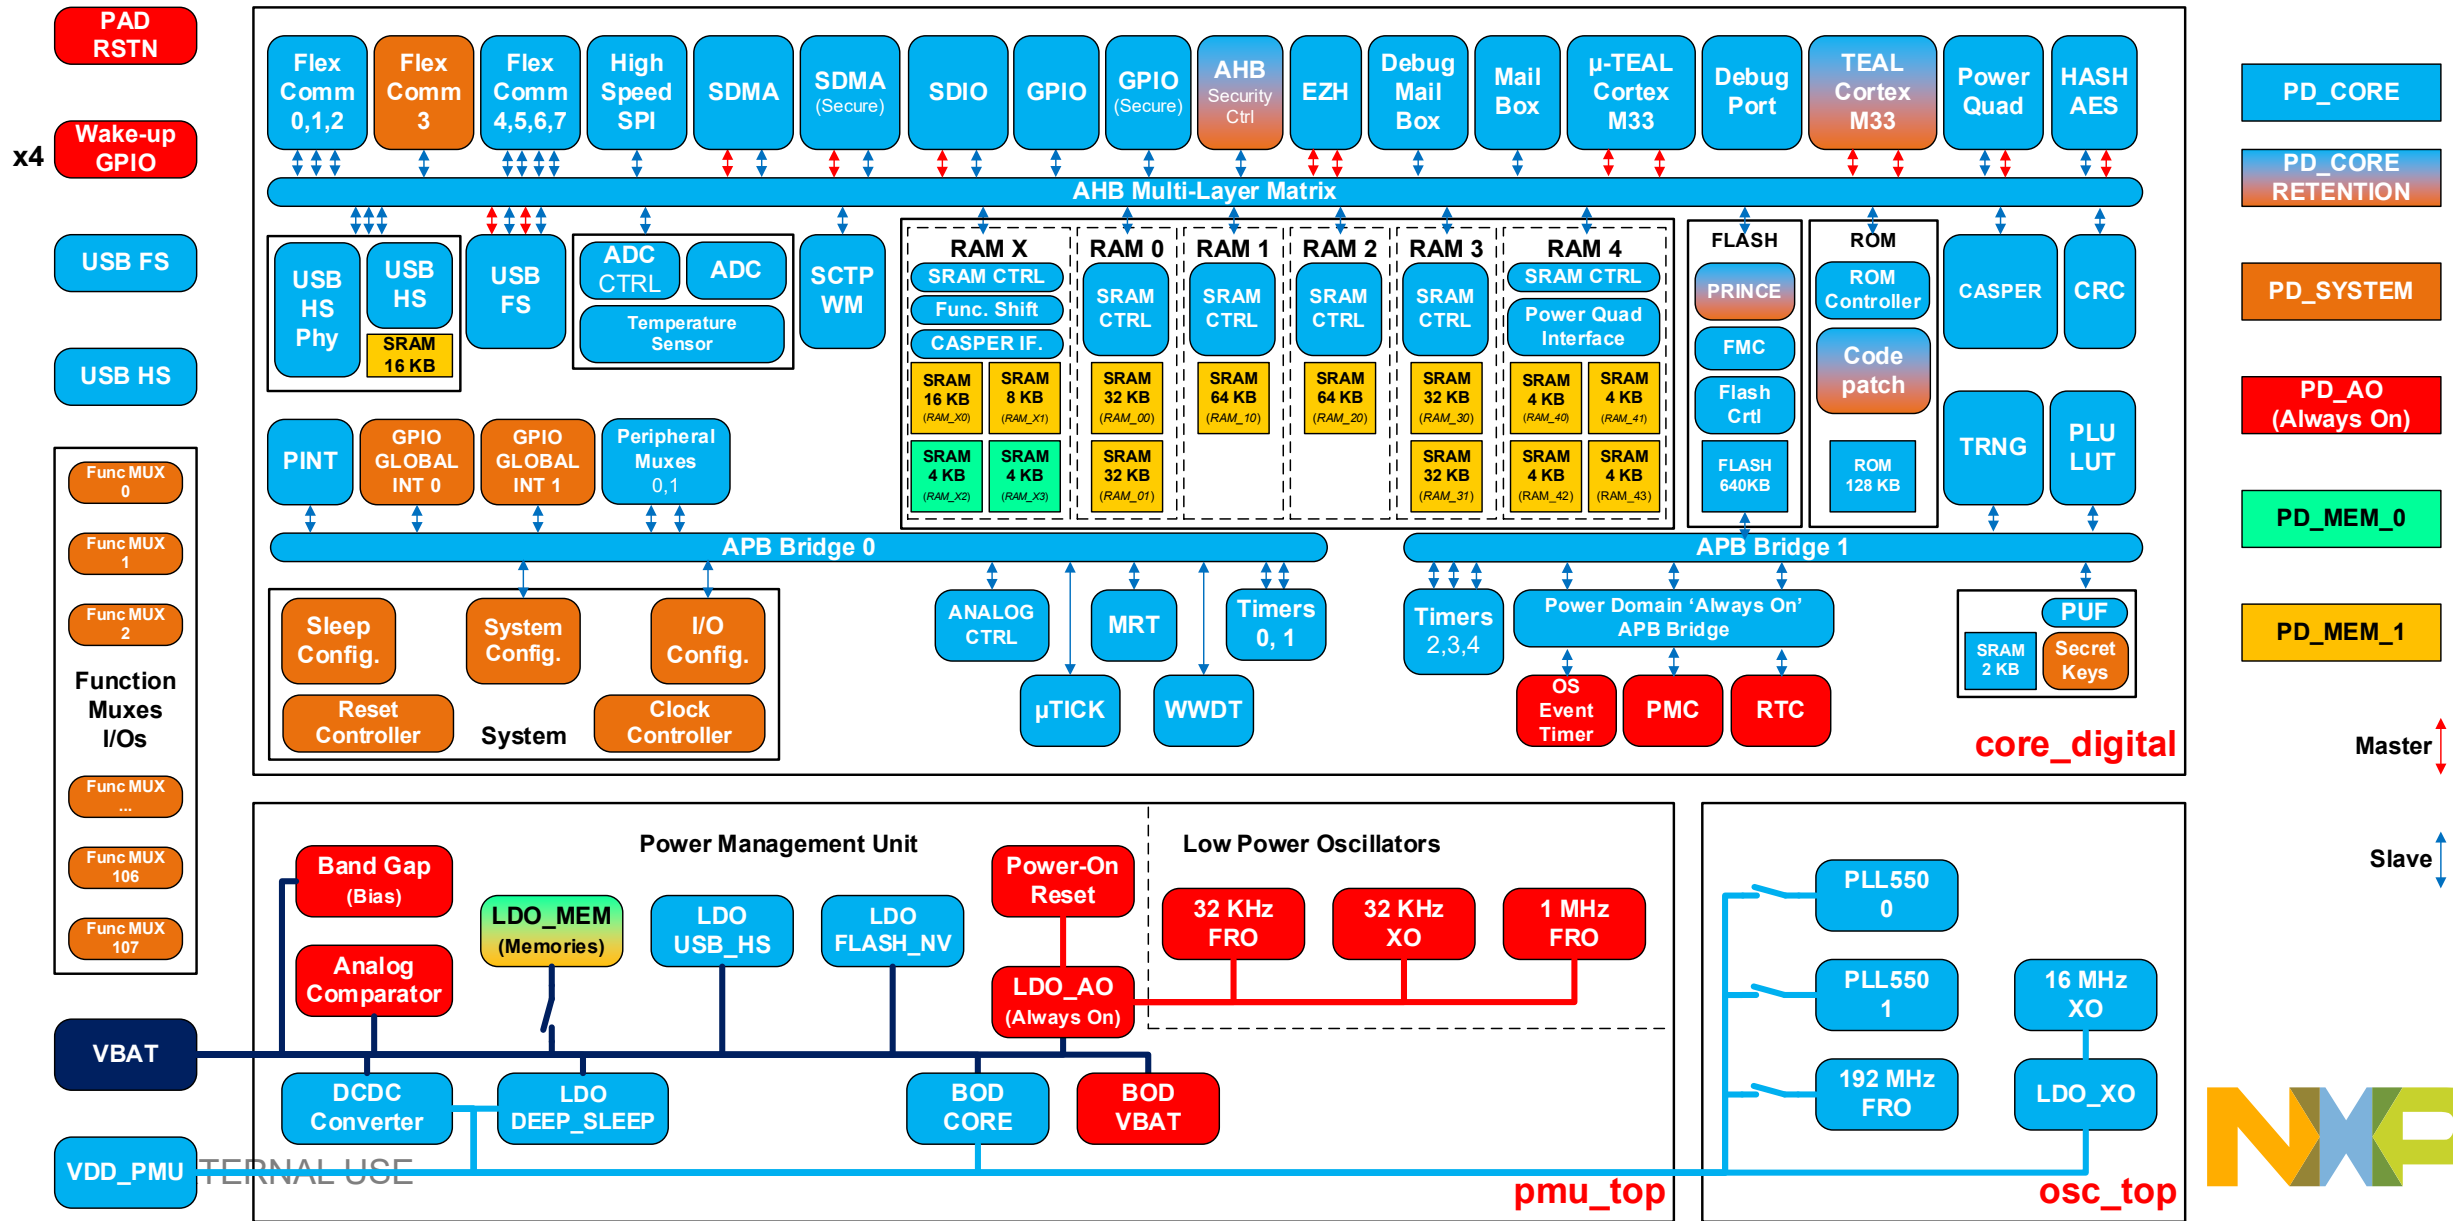 PAD
RSTN
x4
Wake-up
GPIO
USB FS
USB HS
Func MUX
0
Func MUX
1
Func MUX
2
Function
Muxes
I/Os
Func MUX
...
Func MUX
106
Func MUX
107
VBAT
VDD_PMU
TERNAL USE
Flex
Comm
0,1,2
Flex
Comm
3
Flex
Comm
4,5,6,7
High
Speed
SPI
SDMA
SDMA
(Secure)
SDIO
GPIO
GPIO
(Secure)
AHB
Security
Ctrl
EZH
Debug
Mail
Box
Mail
Box
µ-TEAL
Cortex
M33
Debug
Port
TEAL
Cortex
M33
Power
Quad
HASH
AES
AHB Multi-Layer Matrix
USB
HS
Phy
USB
HS
SRAM
16 KB
USB
FS
ADC
CTRL
ADC
Temperature
Sensor
SCTP
WM
RAM X
SRAM CTRL
Func. Shift
CASPER IF.
SRAM
16 KB
(RAM_X0)
SRAM
8 KB
(RAM_X1)
SRAM
4 KB
(RAM_X2)
SRAM
4 KB
(RAM_X3)
RAM 0
SRAM
CTRL
SRAM
32 KB
(RAM_00)
SRAM
32 KB
(RAM_01)
RAM 1
SRAM
CTRL
SRAM
64 KB
(RAM_10)
RAM 2
SRAM
CTRL
SRAM
64 KB
(RAM_20)
RAM 3
SRAM
CTRL
SRAM
32 KB
(RAM_30)
SRAM
32 KB
(RAM_31)
RAM 4
SRAM CTRL
Power Quad
Interface
SRAM
4 KB
(RAM_40)
SRAM
4 KB
(RAM_41)
SRAM
4 KB
(RAM_42)
SRAM
4 KB
(RAM_43)
FLASH
PRINCE
FMC
Flash
Crtl
FLASH
640KB
ROM
ROM
Controller
Code
patch
ROM
128 KB
CASPER
CRC
TRNG
PLU
LUT
PINT
GPIO
GLOBAL
INT 0
GPIO
GLOBAL
INT 1
Peripheral
Muxes
0,1
APB Bridge 0
APB Bridge 1
Sleep
Config.
System
Config.
I/O
Config.
Reset
Controller
System
Clock
Controller
ANALOG
CTRL
µTICK
MRT
WWDT
Timers
0, 1
Timers
2,3,4
Power Domain ‘Always On’
APB Bridge
OS
Event
Timer
PMC
RTC
PUF
SRAM
2 KB
Secret
Keys
core_digital
Power Management Unit
Band Gap
(Bias)
Analog
Comparator
LDO_MEM
(Memories)
LDO
USB_HS
LDO
FLASH_NV
Power-On
Reset
LDO_AO
(Always On)
DCDC
Converter
LDO
DEEP_SLEEP
BOD
CORE
BOD
VBAT
Low Power Oscillators
32 KHz
FRO
32 KHz
XO
1 MHz
FRO
pmu_top
PLL550
0
PLL550
1
192 MHz
FRO
16 MHz
XO
LDO_XO
osc_top
PD_CORE
PD_CORE
RETENTION
PD_SYSTEM
PD_AO
(Always On)
PD_MEM_0
PD_MEM_1
Master
Slave
NXP